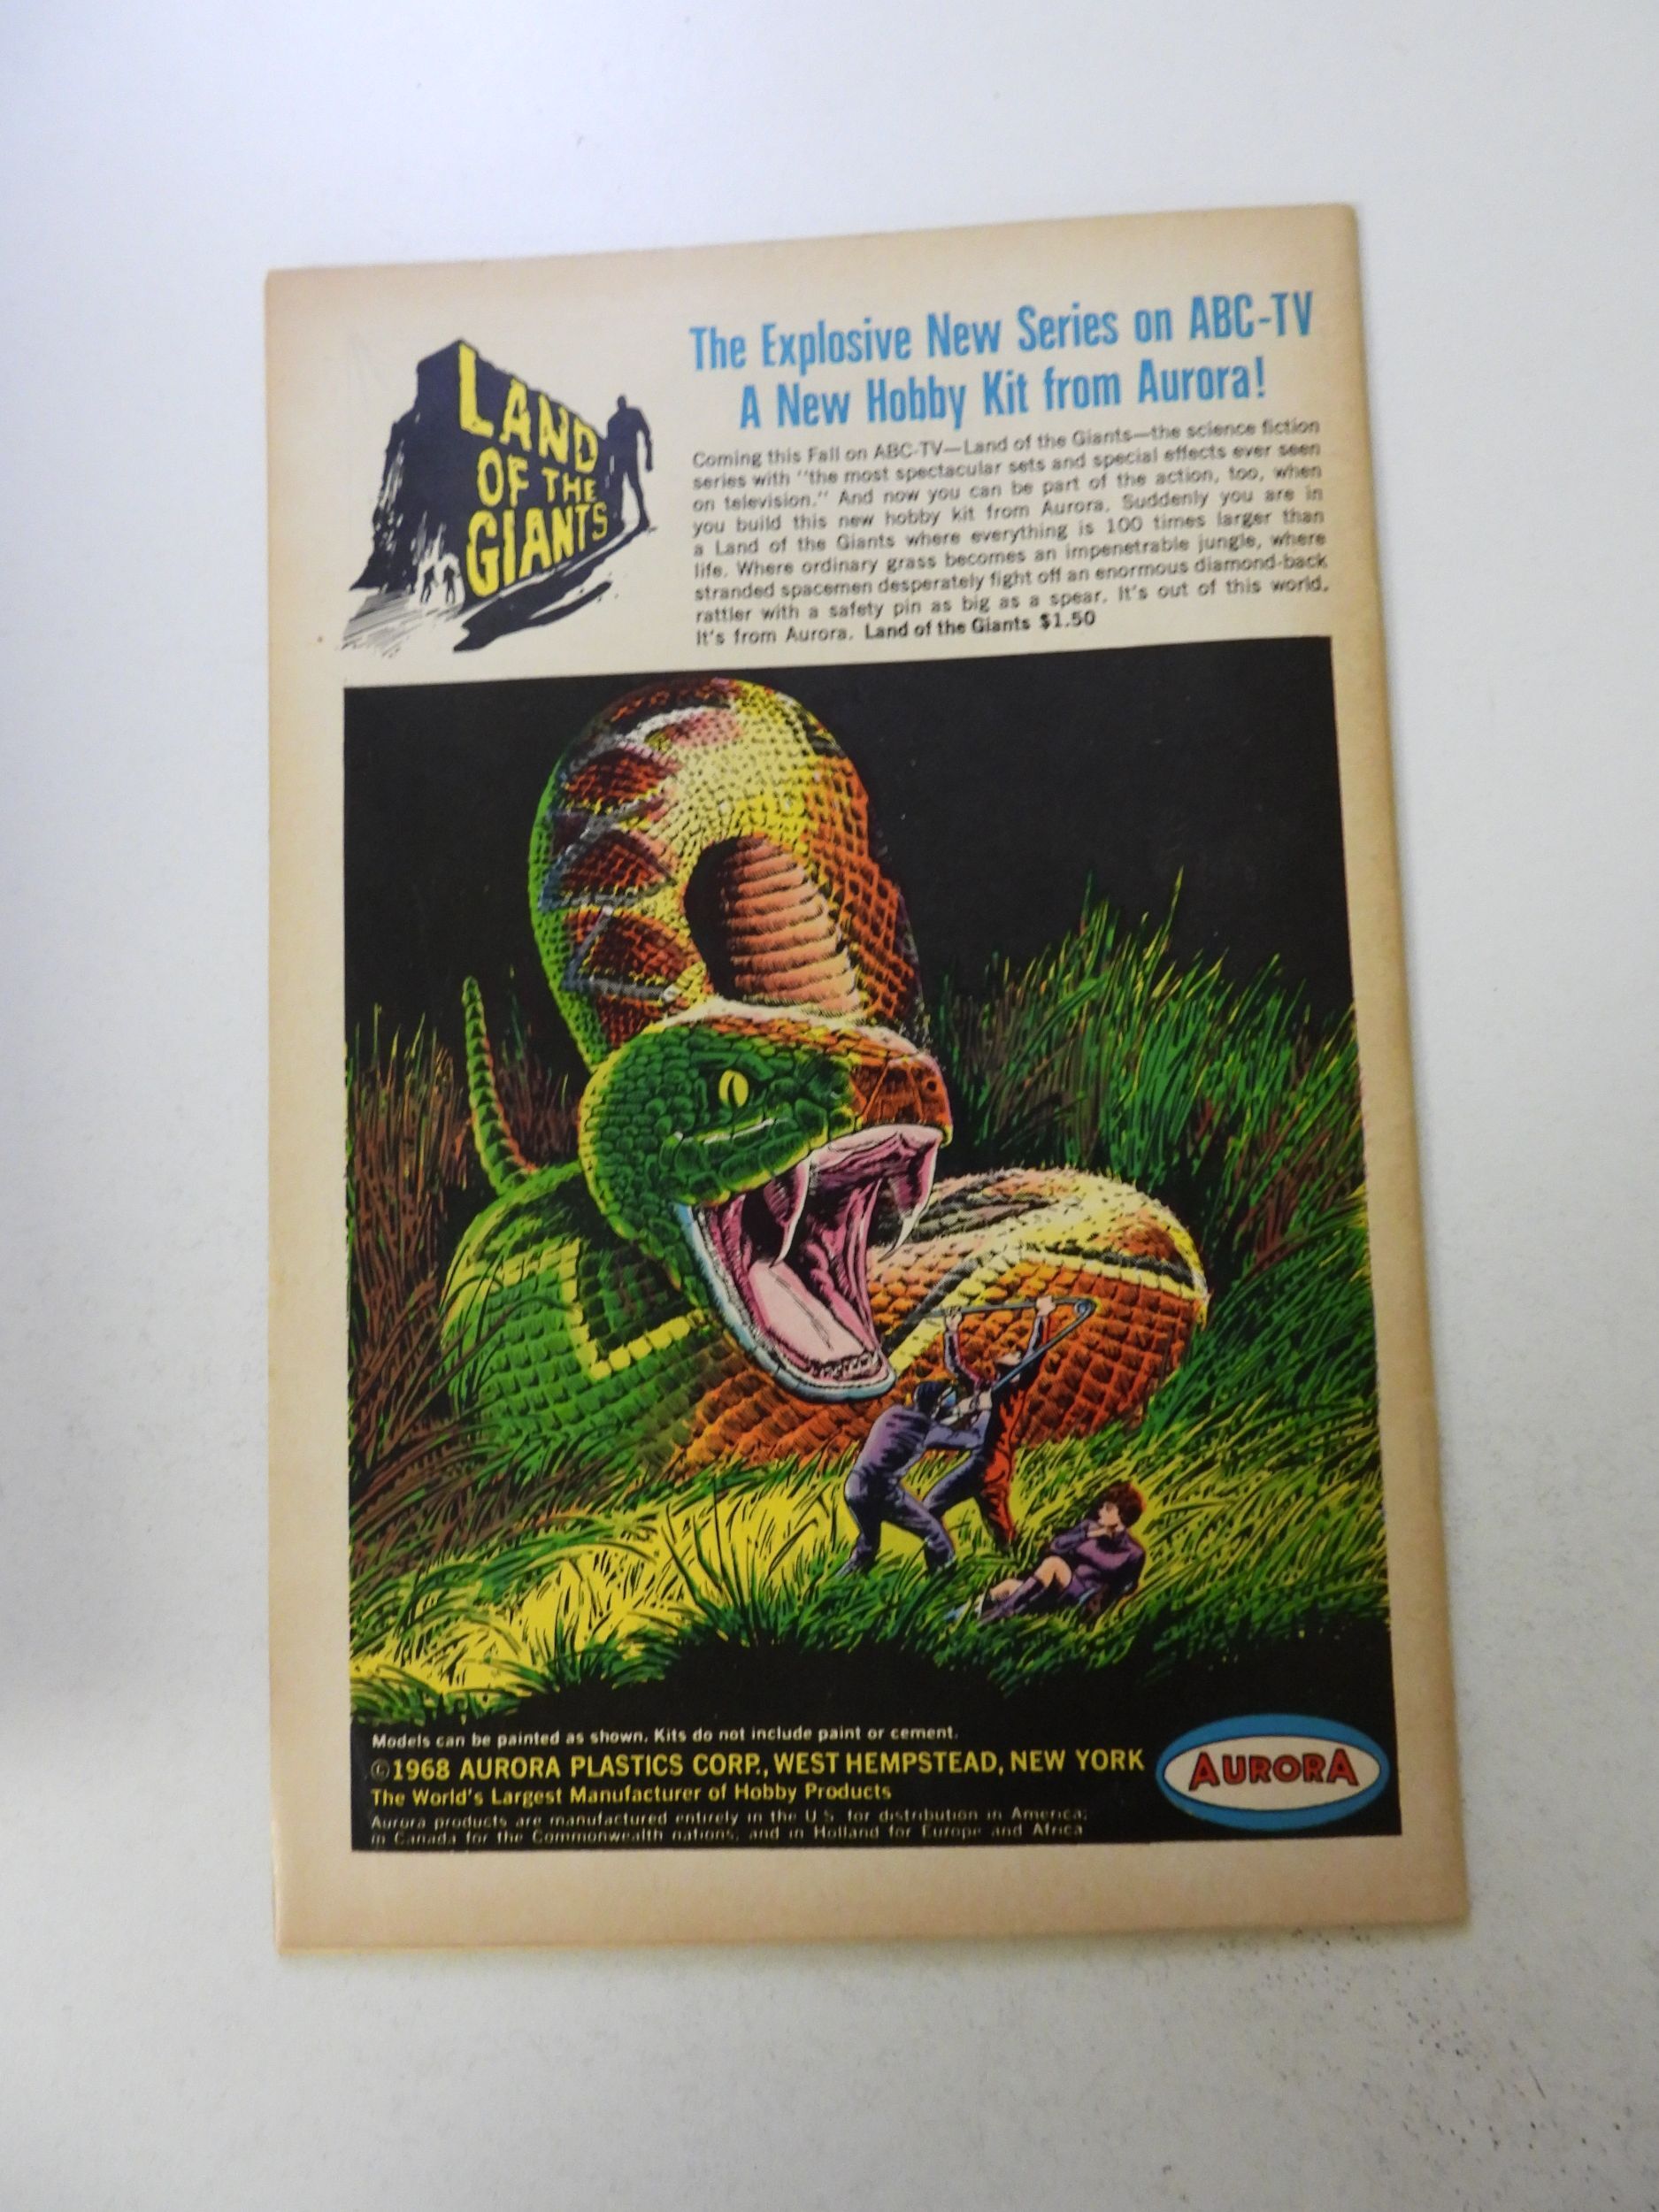 LAND
OF THE
GIANTS
The Explosive New Series on ABC-TV
A New Hobby Kit from Aurora!
Coming this Fall on ABC-TV—Land of the Giants—the science fiction
series with "the most spectacular sets and special effects ever seen
on television." And now you can be part of the action, too, when
you build this new hobby kit from Aurora. Suddenly you are in
a Land of the Giants where everything is 100 times larger than
life. Where ordinary grass becomes an impenetrable jungle, where
stranded spacemen desperately fight off an enormous diamond-back
rattler with a safety pin as big as a spear. It's out of this world.
It's from Aurora. Land of the Giants $1.50
Models can be painted as shown. Kits do not include paint or cement.
©1968 AURORA PLASTICS CORP., WEST HEMPSTEAD, NEW YORK
The World's Largest Manufacturer of Hobby Products
Aurora products are manufactured entirely in the U.S. for distribution in America;
in Canada for the Commonwealth nations; and in Holland for Europe and Africa
AURORA